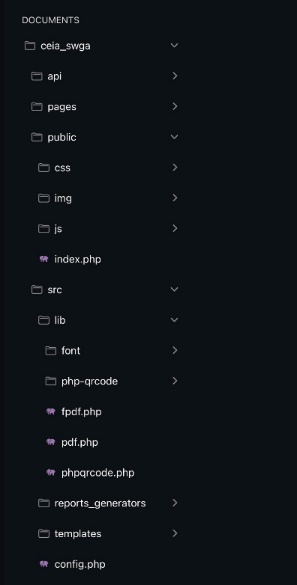 DOCUMENTS
ceia_swga
api
pages
public
css
img
js
index.php
src
lib
font
php-qrcode
fpdf.php
pdf.php
phpqrcode.php
reports_generators
templates
config.php